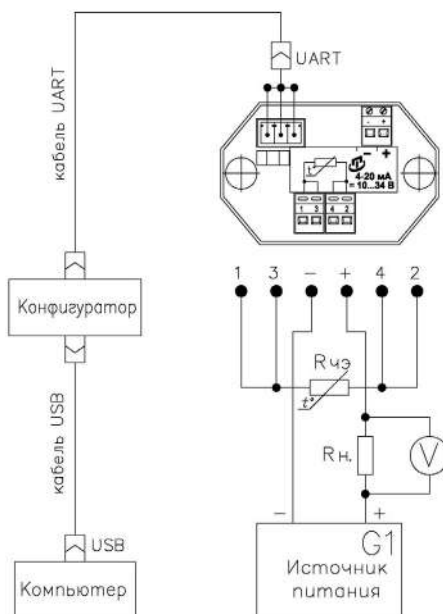 UART
кабель UART
- +
4-20 мА
= 10...34 В
1 3 4 2
1 3 – + 4 2
Конфигуратор
Rчэ
t°
кабель USB
Rн.
V
– +
USB
G1
Компьютер
Источник
питания